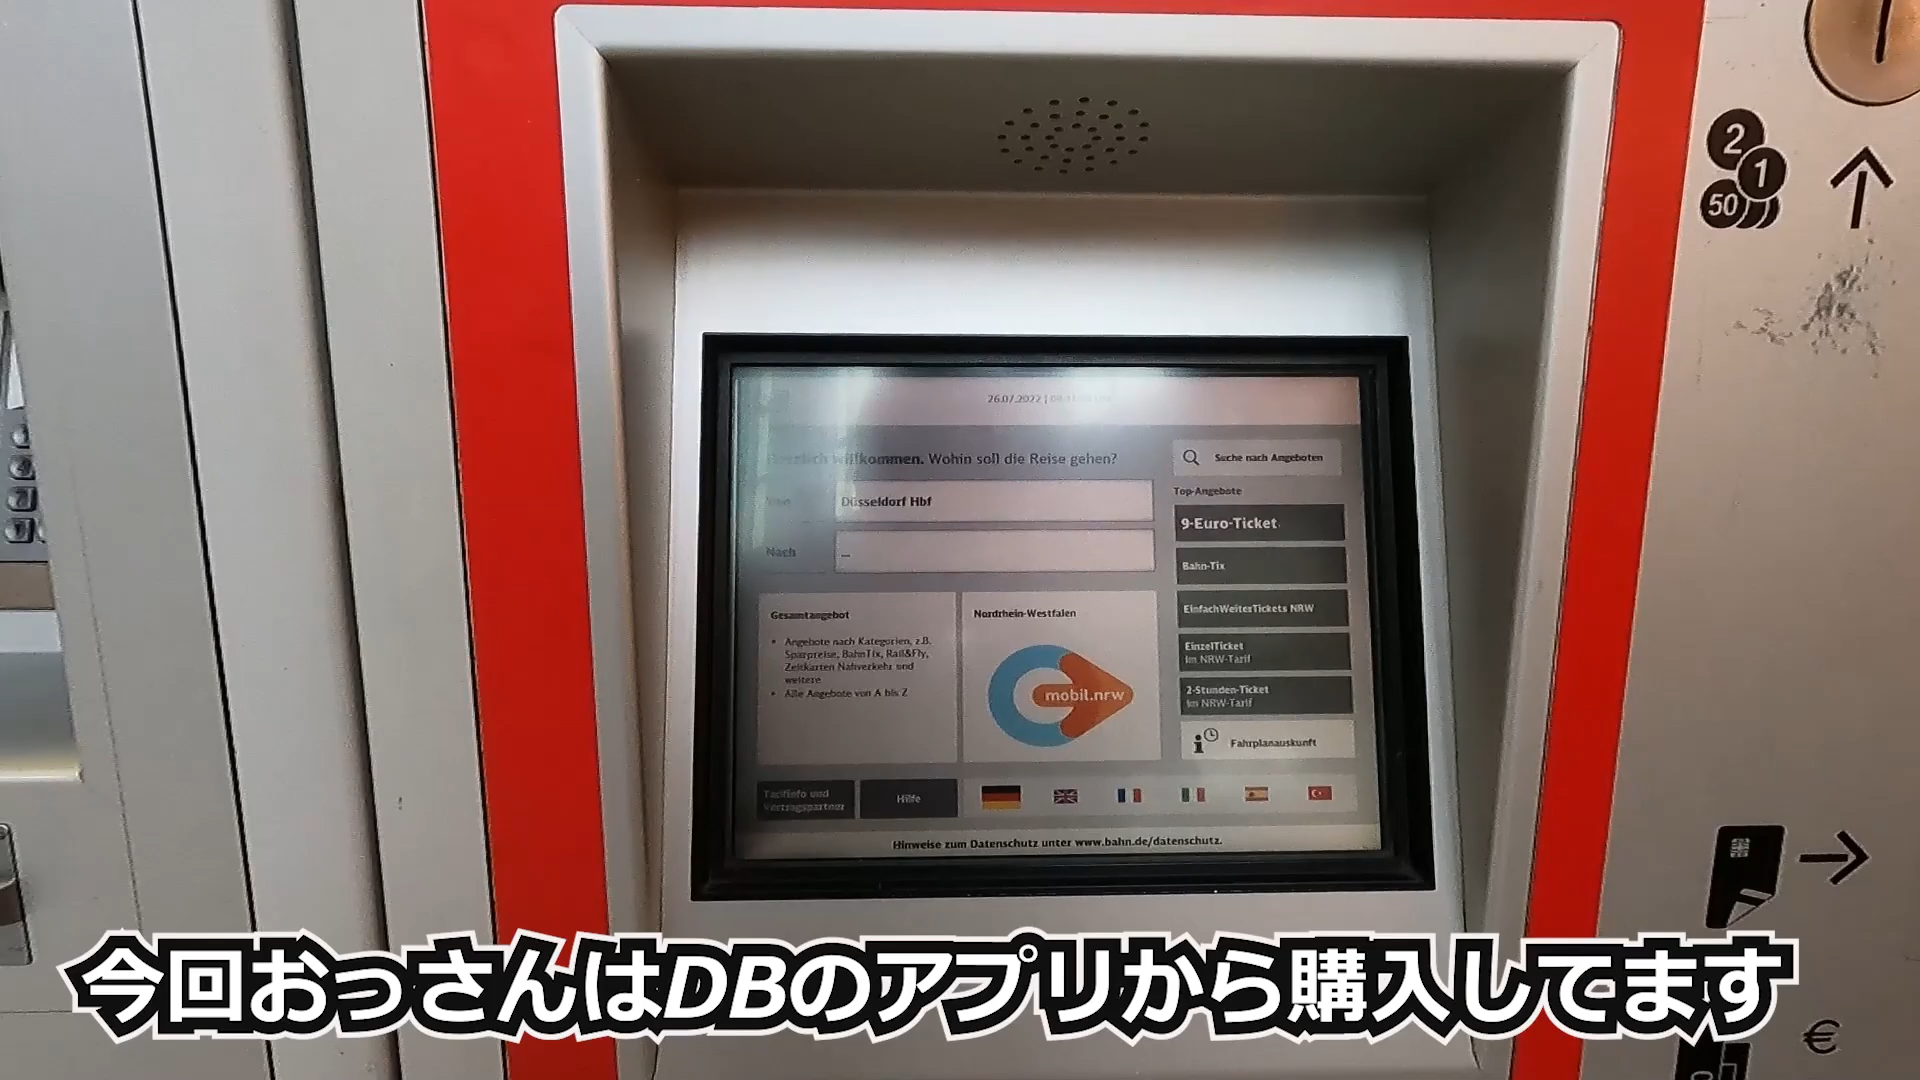 2
1
50
26.07.2022 |
willkommen. Wohin soll die Reise gehen?
Suche nach Angeboten
Düsseldorf Hbf
Nach
Top-Angebote
9-Euro-Ticket
Bahn-Tix
EinfachWeiterTickets NRW
EinzelTicket
im NRW-Tarif
2-Stunden-Ticket
im NRW-Tarif
Fahrplanauskunft
Gesamtangebot
• Angebote nach Kategorien, z.B.
Sparpreise, BahnTix, Rail&Fly,
Zeitkarten Nahverkehr und
weitere
• Alle Angebote von A bis Z
Nordrhein-Westfalen
mobil.nrw
Tarifinfo und
Vertragspartner
Hilfe
Hinweise zum Datenschutz unter www.bahn.de/datenschutz.
今回おっさんはDBのアプリから購入してます
€